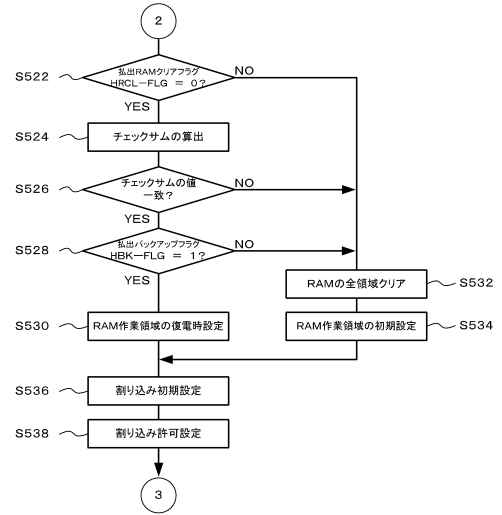 2
S522
払出RAMクリアフラグ
HRCL-FLG = 0?
NO
YES
S524
チェックサムの算出
S526
チェックサムの値
一致?
NO
YES
S528
払出バックアップフラグ
HBK-FLG = 1?
NO
YES
RAMの全領域クリア
S532
S530
RAM作業領域の復電時設定
RAM作業領域の初期設定
S534
S536
割り込み初期設定
S538
割り込み許可設定
3